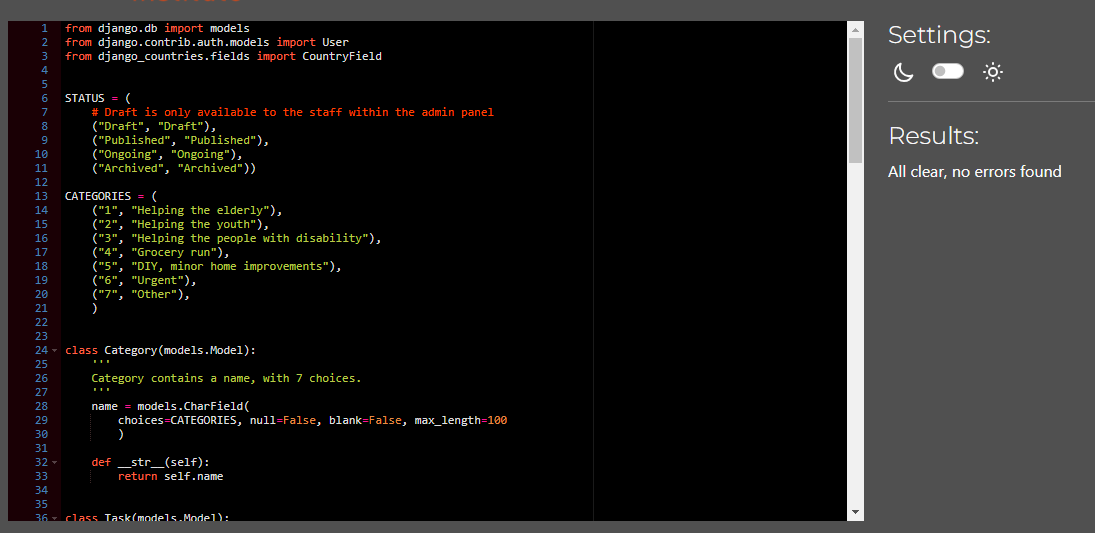 1 from django.db import models
2 from django.contrib.auth.models import User
3 from django_countries.fields import CountryField
4
5
6 STATUS = (
7     # Draft is only available to the staff within the admin panel
8     ("Draft", "Draft"),
9     ("Published", "Published"),
10     ("Ongoing", "Ongoing"),
11     ("Archived", "Archived"))
12
13 CATEGORIES = (
14     ("1", "Helping the elderly"),
15     ("2", "Helping the youth"),
16     ("3", "Helping the people with disability"),
17     ("4", "Grocery run"),
18     ("5", "DIY, minor home improvements"),
19     ("6", "Urgent"),
20     ("7", "Other"),
21     )
22
23
24 class Category(models.Model):
25     '''
26     Category contains a name, with 7 choices.
27     '''
28     name = models.CharField(
29         choices=CATEGORIES, null=False, blank=False, max_length=100
30         )
31
32     def __str__(self):
33         return self.name
34
35
36 class Task(models.Model):
Settings:
Results:
All clear, no errors found